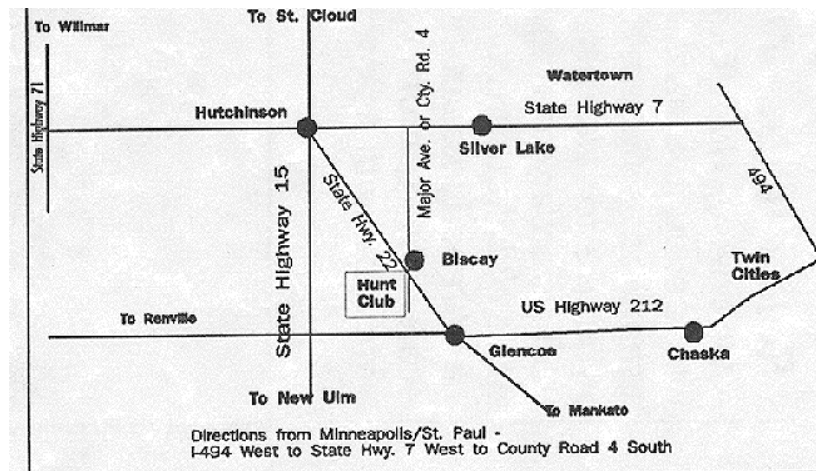 To St. Cloud
To Willmar
State Highway 71
Major Ave. or Cty. Rd. 4
Watertown
State Highway 7
Hutchinson
Silver Lake
494
State Highway 15
State Hwy. 22
Biscay
Twin
Cities
Hunt
Club
US Highway 212
To Renville
Glencoe
Chaska
To New Ulm
To Mankato
Directions from Minneapolis/St. Paul -
I-494 West to State Hwy. 7 West to County Road 4 South